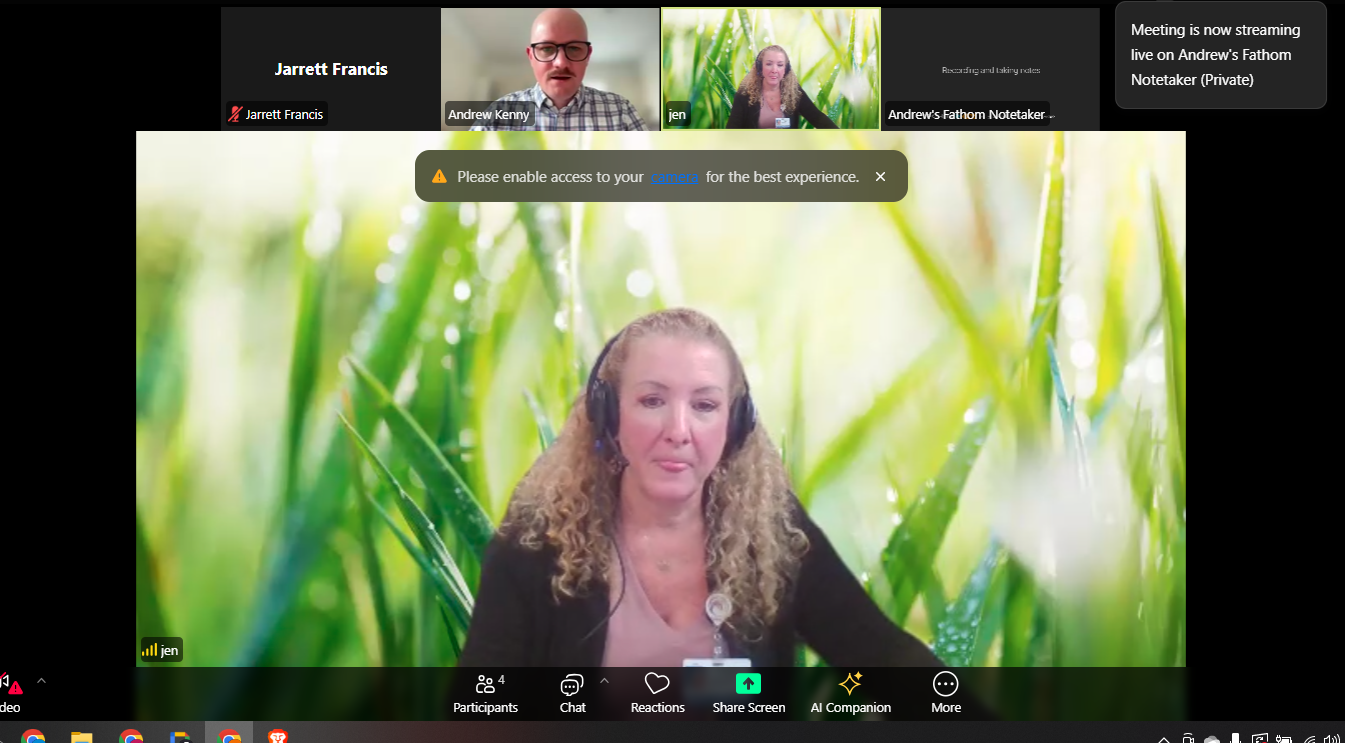 Jarrett Francis
Jarrett Francis
Andrew Kenny
jen
Recording and taking notes
Andrew's Fathom Notetaker
Meeting is now streaming
live on Andrew's Fathom
Notetaker (Private)
Please enable access to your camera for the best experience.
jen
deo
Participants
4
Chat
Reactions
Share Screen
AI Companion
More